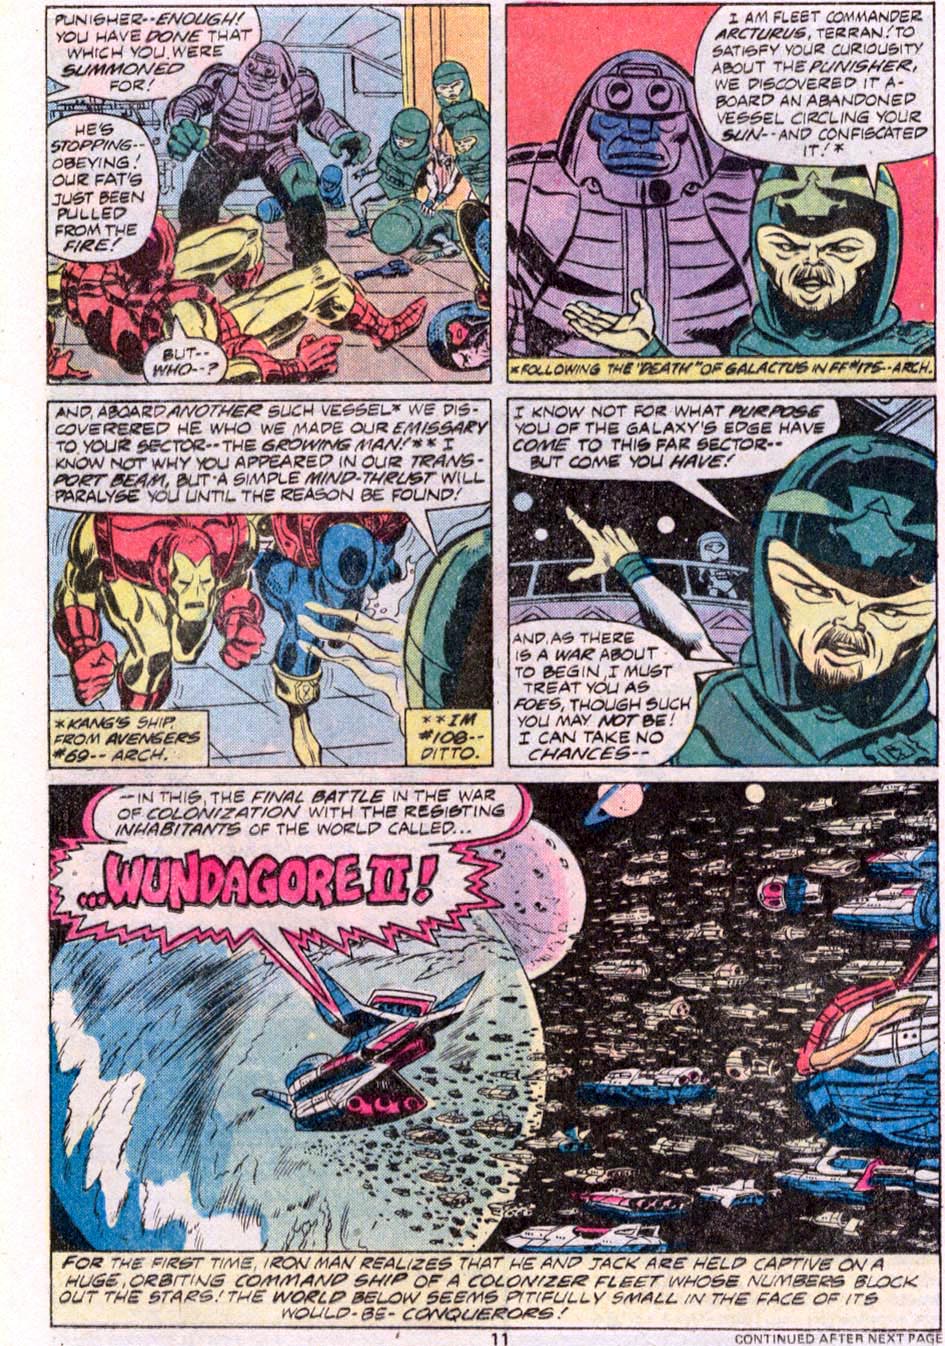 PUNISHER--ENOUGH!
YOU HAVE DONE THAT
WHICH YOU WERE
SUMMONED
FOR!
HE'S
STOPPING--
OBEYING!
OUR FAT'S
JUST BEEN
PULLED
FROM THE
FIRE!
BUT--
WHO--?
I AM FLEET COMMANDER
ARCTURUS, TERRAN! TO
SATISFY YOUR CURIOUSITY
ABOUT THE PUNISHER,
WE DISCOVERED IT A-
BOARD AN ABANDONED
VESSEL CIRCLING YOUR
SUN--AND CONFISCATED
IT!*
*FOLLOWING THE "DEATH" OF GALACTUS IN FF #175--ARCH.
AND, ABOARD ANOTHER SUCH VESSEL* WE DIS-
COVERERED HE WHO WE MADE OUR EMISSARY
TO YOUR SECTOR--THE GROWING MAN!** I
KNOW NOT WHY YOU APPEARED IN OUR TRANS-
PORT BEAM, BUT A SIMPLE MIND-THRUST WILL
PARALYSE YOU UNTIL THE REASON BE FOUND!
*KANG'S SHIP.
FROM AVENGERS
#69--ARCH.
**IM
#108--
DITTO.
I KNOW NOT FOR WHAT PURPOSE
YOU OF THE GALAXY'S EDGE HAVE
COME TO THIS FAR SECTOR--
BUT COME YOU HAVE!
AND, AS THERE
IS A WAR ABOUT
TO BEGIN, I MUST
TREAT YOU AS
FOES, THOUGH SUCH
YOU MAY NOT BE!
I CAN TAKE NO
CHANCES--
--IN THIS, THE FINAL BATTLE IN THE WAR
OF COLONIZATION WITH THE RESISTING
INHABITANTS OF THE WORLD CALLED...
...WUNDAGORE II!
FOR THE FIRST TIME, IRON MAN REALIZES THAT HE AND JACK ARE HELD CAPTIVE ON A
HUGE, ORBITING COMMAND SHIP OF A COLONIZER FLEET WHOSE NUMBERS BLOCK
OUT THE STARS! THE WORLD BELOW SEEMS PITIFULLY SMALL IN THE FACE OF ITS
WOULD-BE- CONQUERORS!
11
CONTINUED AFTER NEXT PAGE